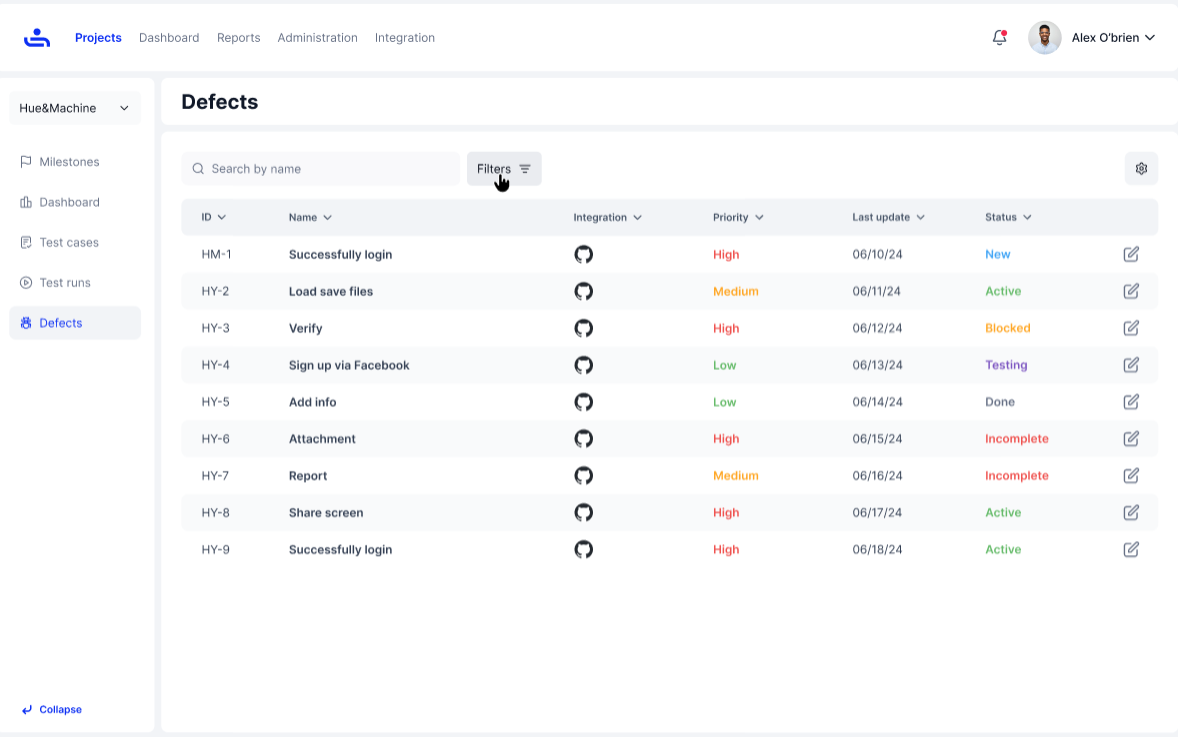 Projects Dashboard Reports Administration Integration Alex O'brien
Hue&Machine
Milestones
Dashboard
Test cases
Test runs
Defects
Collapse
Defects
Search by name Filters
ID Name Integration Priority Last update Status
HM-1 Successfully login High 06/10/24 New
HY-2 Load save files Medium 06/11/24 Active
HY-3 Verify High 06/12/24 Blocked
HY-4 Sign up via Facebook Low 06/13/24 Testing
HY-5 Add info Low 06/14/24 Done
HY-6 Attachment High 06/15/24 Incomplete
HY-7 Report Medium 06/16/24 Incomplete
HY-8 Share screen High 06/17/24 Active
HY-9 Successfully login High 06/18/24 Active